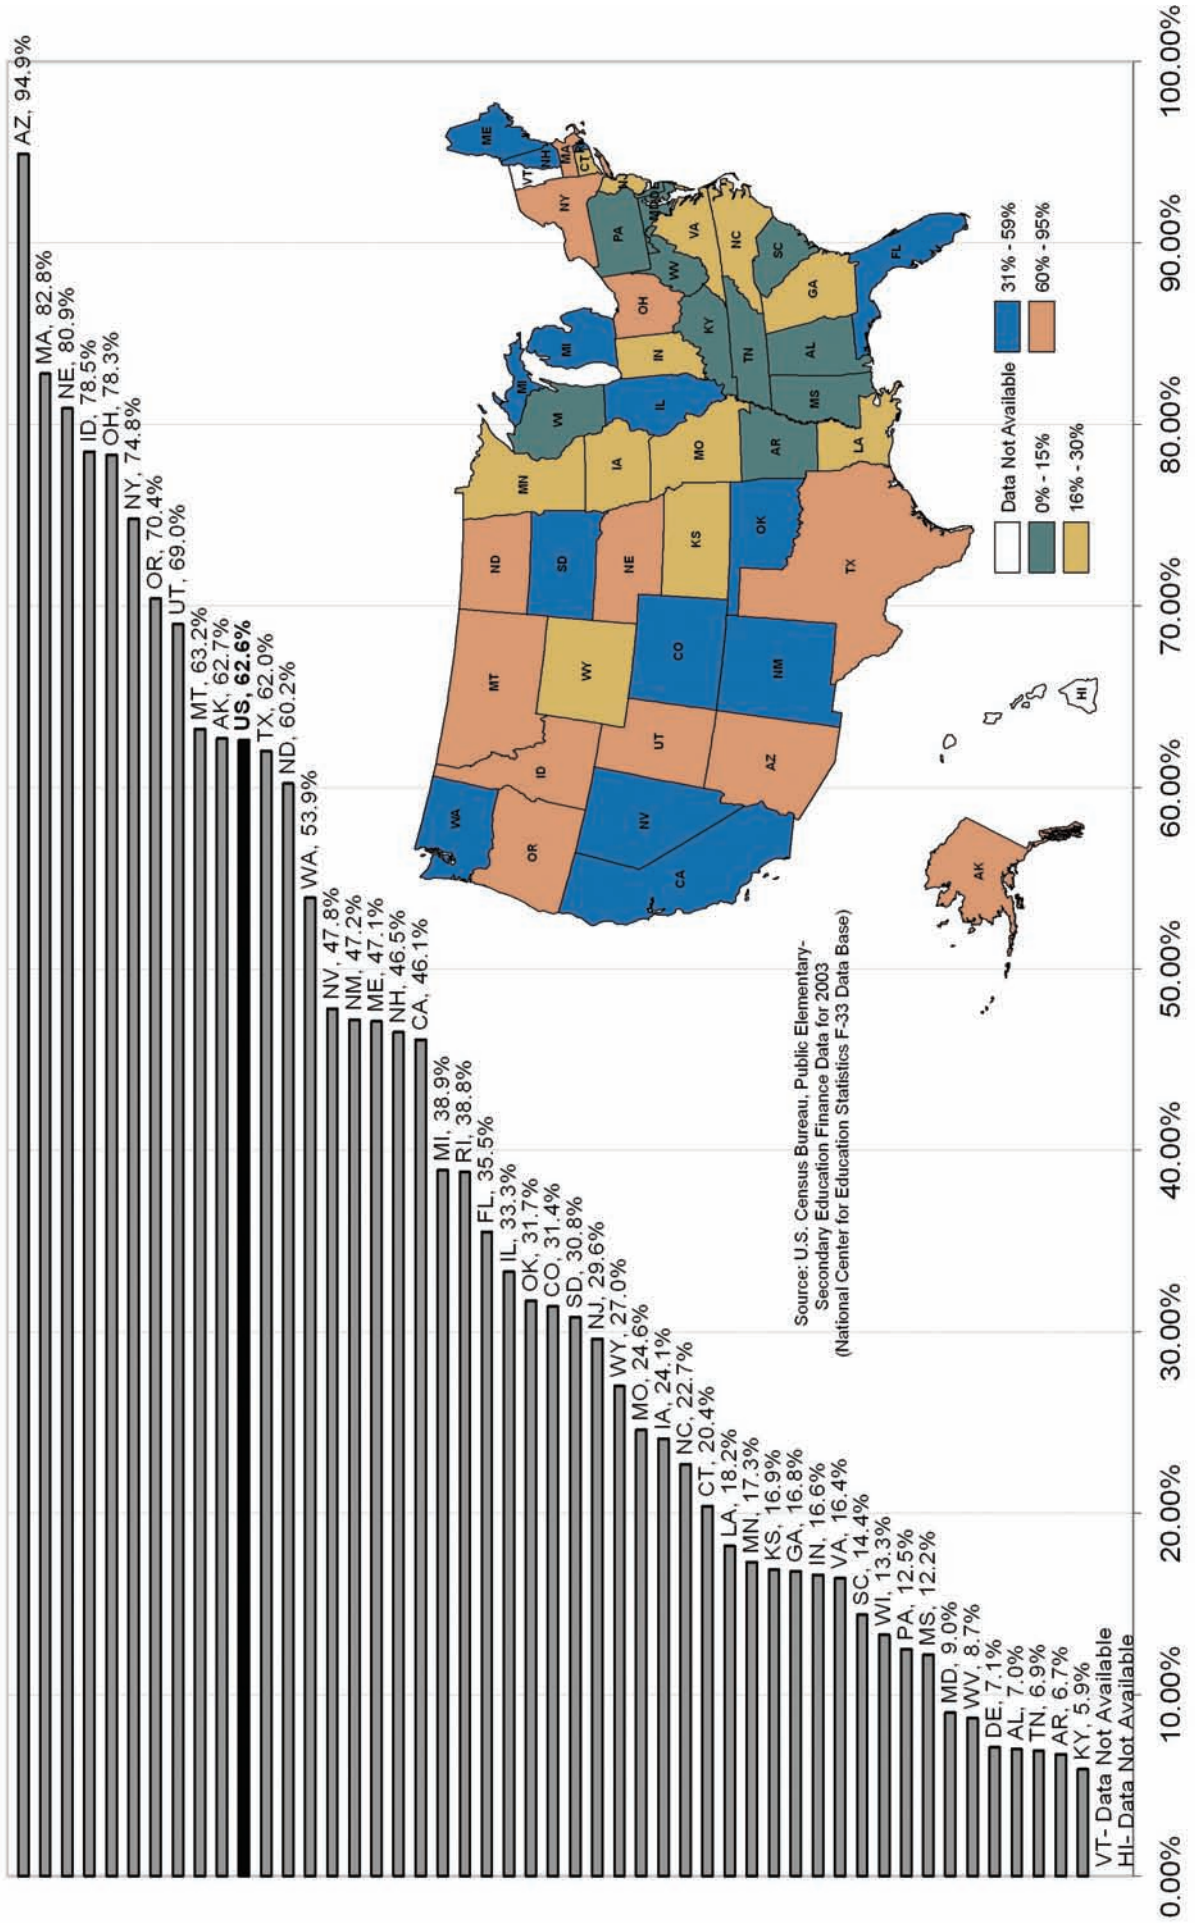 AZ, 94.9%
MA, 82.8%
NE, 80.9%
ID, 78.5%
OH, 78.3%
NY, 74.8%
OR, 70.4%
UT, 69.0%
MT, 63.2%
AK, 62.7%
US, 62.6%
TX, 62.0%
ND, 60.2%
WA, 53.9%
NV, 47.8%
NM, 47.2%
ME, 47.1%
NH, 46.5%
CA, 46.1%
MI, 38.9%
RI, 38.8%
FL, 35.5%
IL, 33.3%
OK, 31.7%
CO, 31.4%
SD, 30.8%
NJ, 29.6%
WY, 27.0%
MO, 24.6%
IA, 24.1%
NC, 22.7%
CT, 20.4%
LA, 18.2%
MN, 17.3%
KS, 16.9%
GA, 16.8%
IN, 16.6%
VA, 16.4%
SC, 14.4%
WI, 13.3%
PA, 12.5%
MS, 12.2%
MD, 9.0%
WV, 8.7%
DE, 7.1%
AL, 7.0%
TN, 6.9%
AR, 6.7%
KY, 5.9%
VT- Data Not Available
HI- Data Not Available
0.00%
10.00%
20.00%
30.00%
40.00%
50.00%
60.00%
70.00%
80.00%
90.00%
100.00%
Source: U.S. Census Bureau, Public Elementary-
Secondary Education Finance Data for 2003
(National Center for Education Statistics F-33 Data Base)
WA
OR
CA
NV
ID
MT
WY
UT
AZ
CO
NM
ND
SD
NE
KS
OK
TX
MN
IA
MO
AR
LA
WI
IL
MI
MI
IN
OH
KY
TN
MS
AL
GA
FL
SC
NC
VA
WV
PA
NY
VT
NH
ME
MA
CT
NJ
AK
HI
Data Not Available
0% - 15%
16% - 30%
31% - 59%
60% - 95%